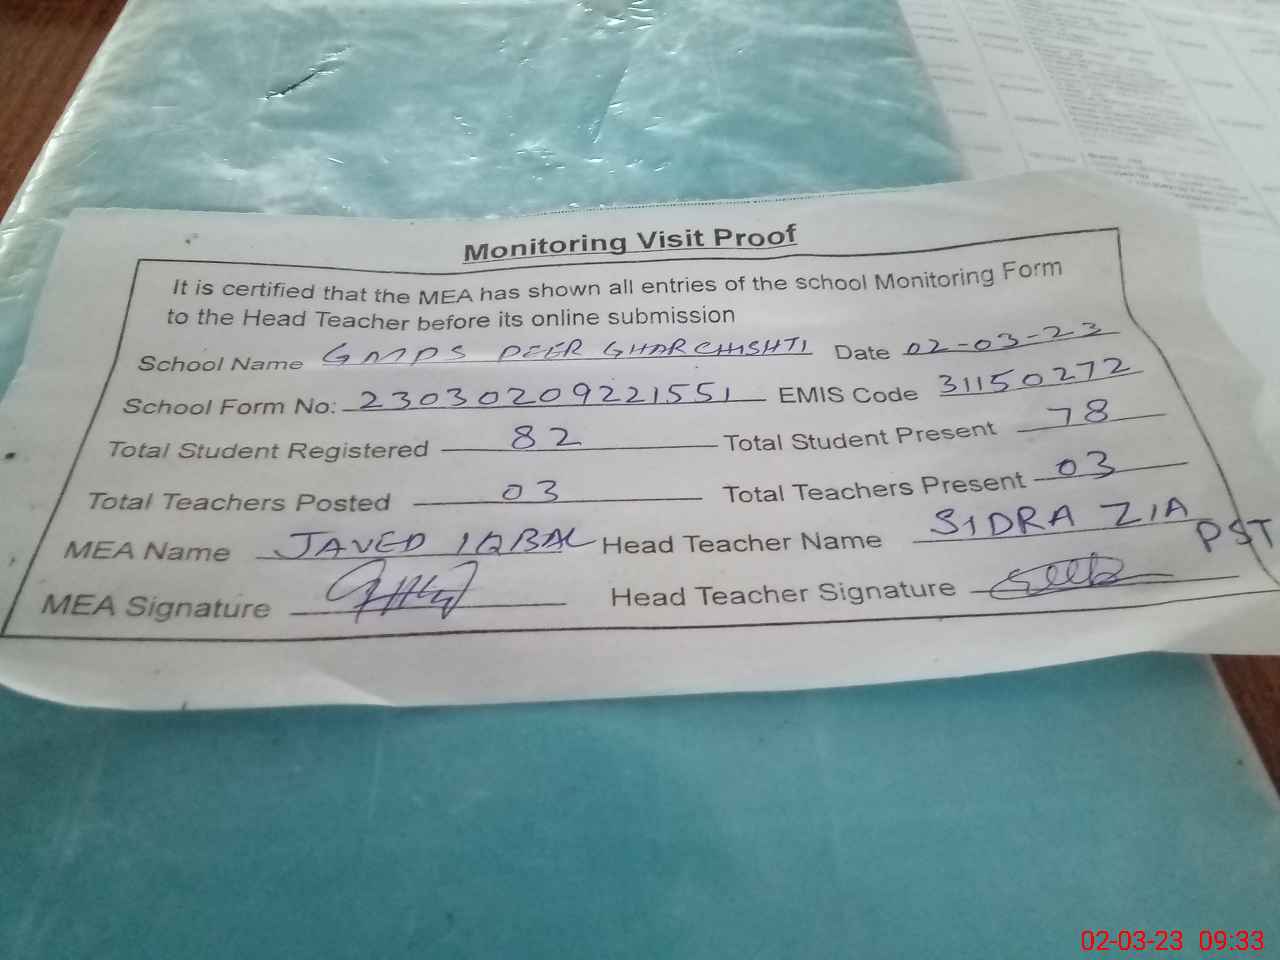 Monitoring Visit Proof
It is certified that the MEA has shown all entries of the school Monitoring Form
to the Head Teacher before its online submission
School Name GMPS PEER GHAR CHISHTI Date 02-03-23
School Form No: 23030209221551 EMIS Code 31150272
Total Student Registered 82 Total Student Present 78
Total Teachers Posted 03 Total Teachers Present 03
MEA Name JAVED IQBAL Head Teacher Name SIDRA ZIA
PST
MEA Signature Head Teacher Signature
02-03-23 09:33